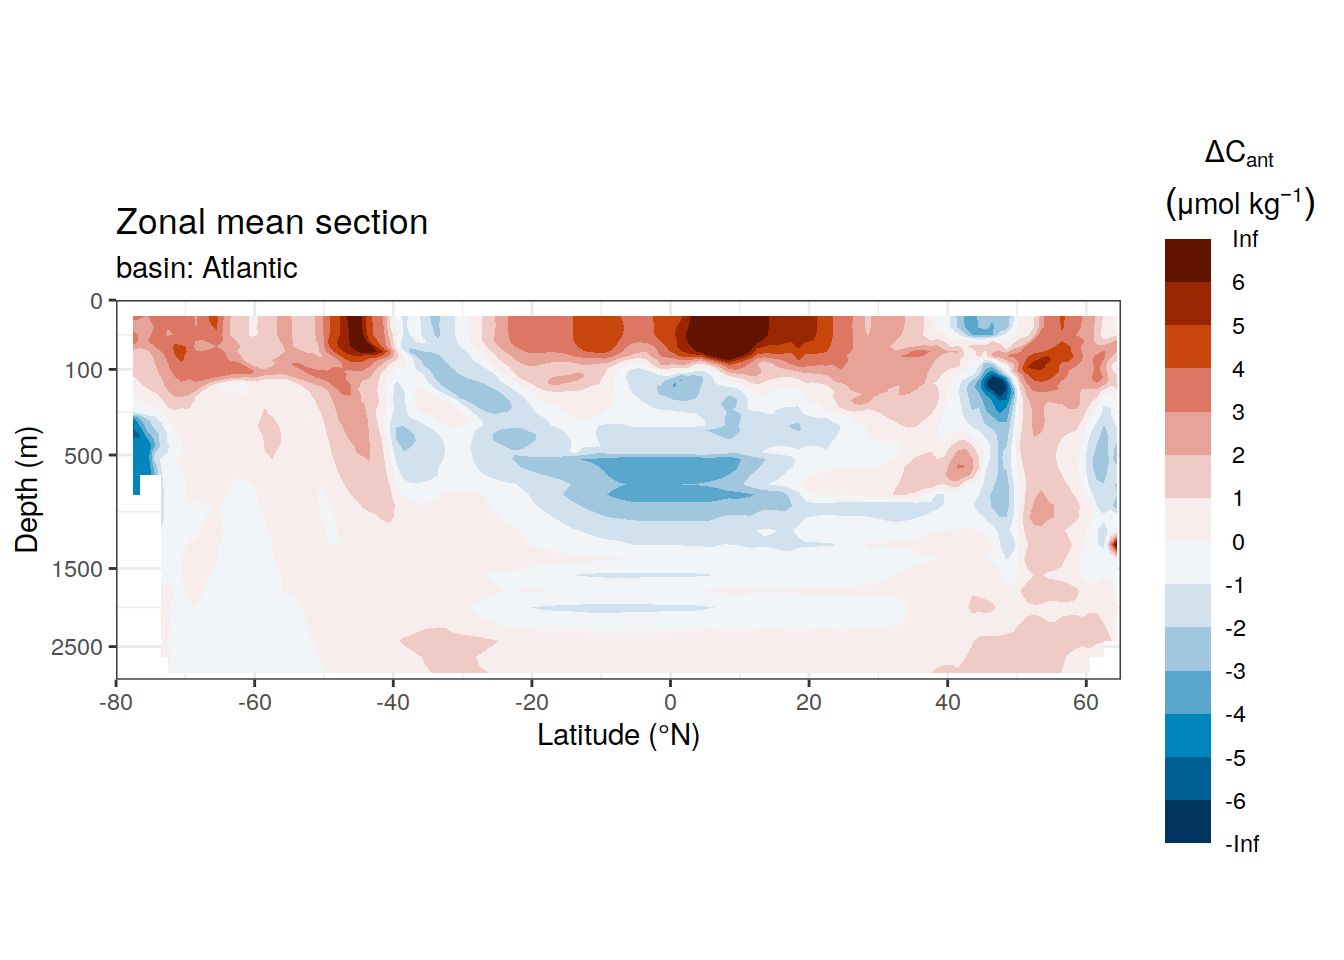 Zonal mean section
basin: Atlantic
Depth (m)
0
100
500
1500
2500
-80 -60 -40 -20 0 20 40 60
Latitude (°N)
ΔCant
(μmol kg−1)
Inf
6
5
4
3
2
1
0
-1
-2
-3
-4
-5
-6
-Inf